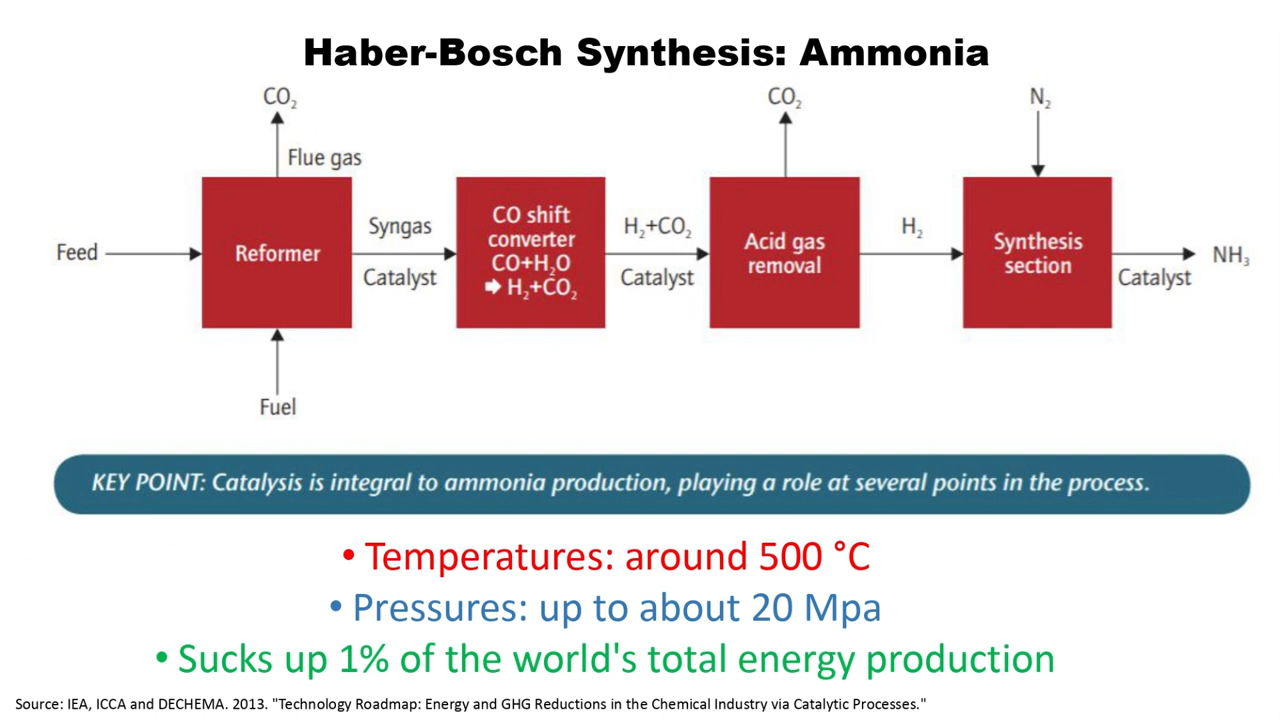 Haber-Bosch Synthesis: Ammonia
CO₂
CO₂
N₂
Flue gas
Feed
Reformer
Syngas
Catalyst
CO shift
converter
CO+H₂O
➡ H₂+CO₂
H₂+CO₂
Catalyst
Acid gas
removal
H₂
Synthesis
section
Catalyst
NH₃
Fuel
KEY POINT: Catalysis is integral to ammonia production, playing a role at several points in the process.
• Temperatures: around 500 °C
• Pressures: up to about 20 Mpa
• Sucks up 1% of the world's total energy production
Source: IEA, ICCA and DECHEMA. 2013. "Technology Roadmap: Energy and GHG Reductions in the Chemical Industry via Catalytic Processes."